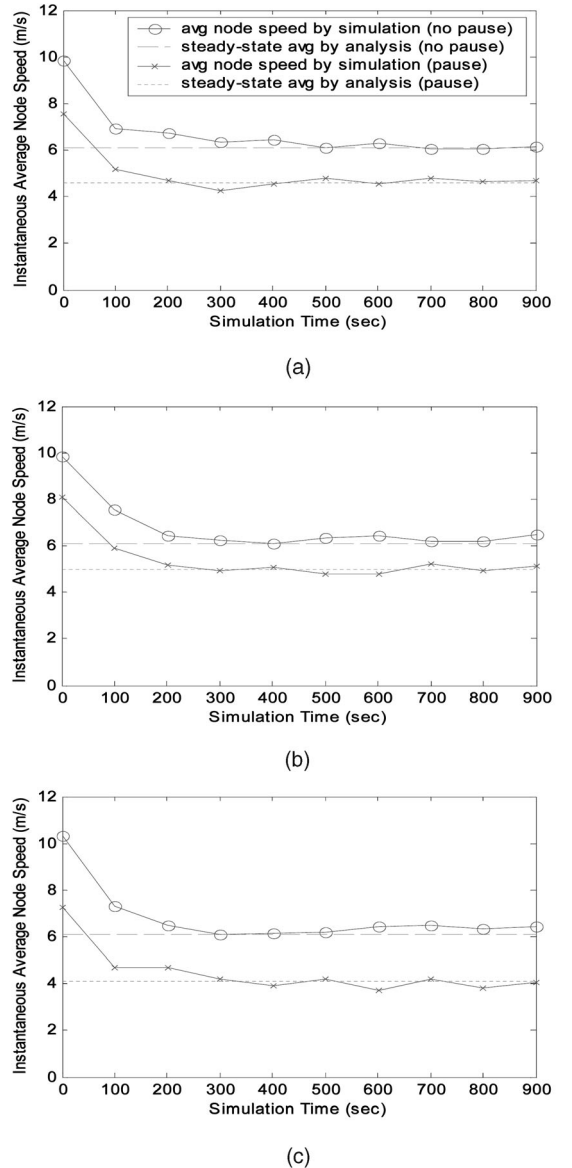 12
10
8
6
4
2
0
Instantaneous Average Node Speed (m/s)
avg node speed by simulation (no pause)
steady-state avg by analysis (no pause)
avg node speed by simulation (pause)
steady-state avg by analysis (pause)
0 100 200 300 400 500 600 700 800 900
Simulation Time (sec)
(a)
12
10
8
6
4
2
0
Instantaneous Average Node Speed (m/s)
0 100 200 300 400 500 600 700 800 900
Simulation Time (sec)
(b)
12
10
8
6
4
2
0
Instantaneous Average Node Speed (m/s)
0 100 200 300 400 500 600 700 800 900
Simulation Time (sec)
(c)